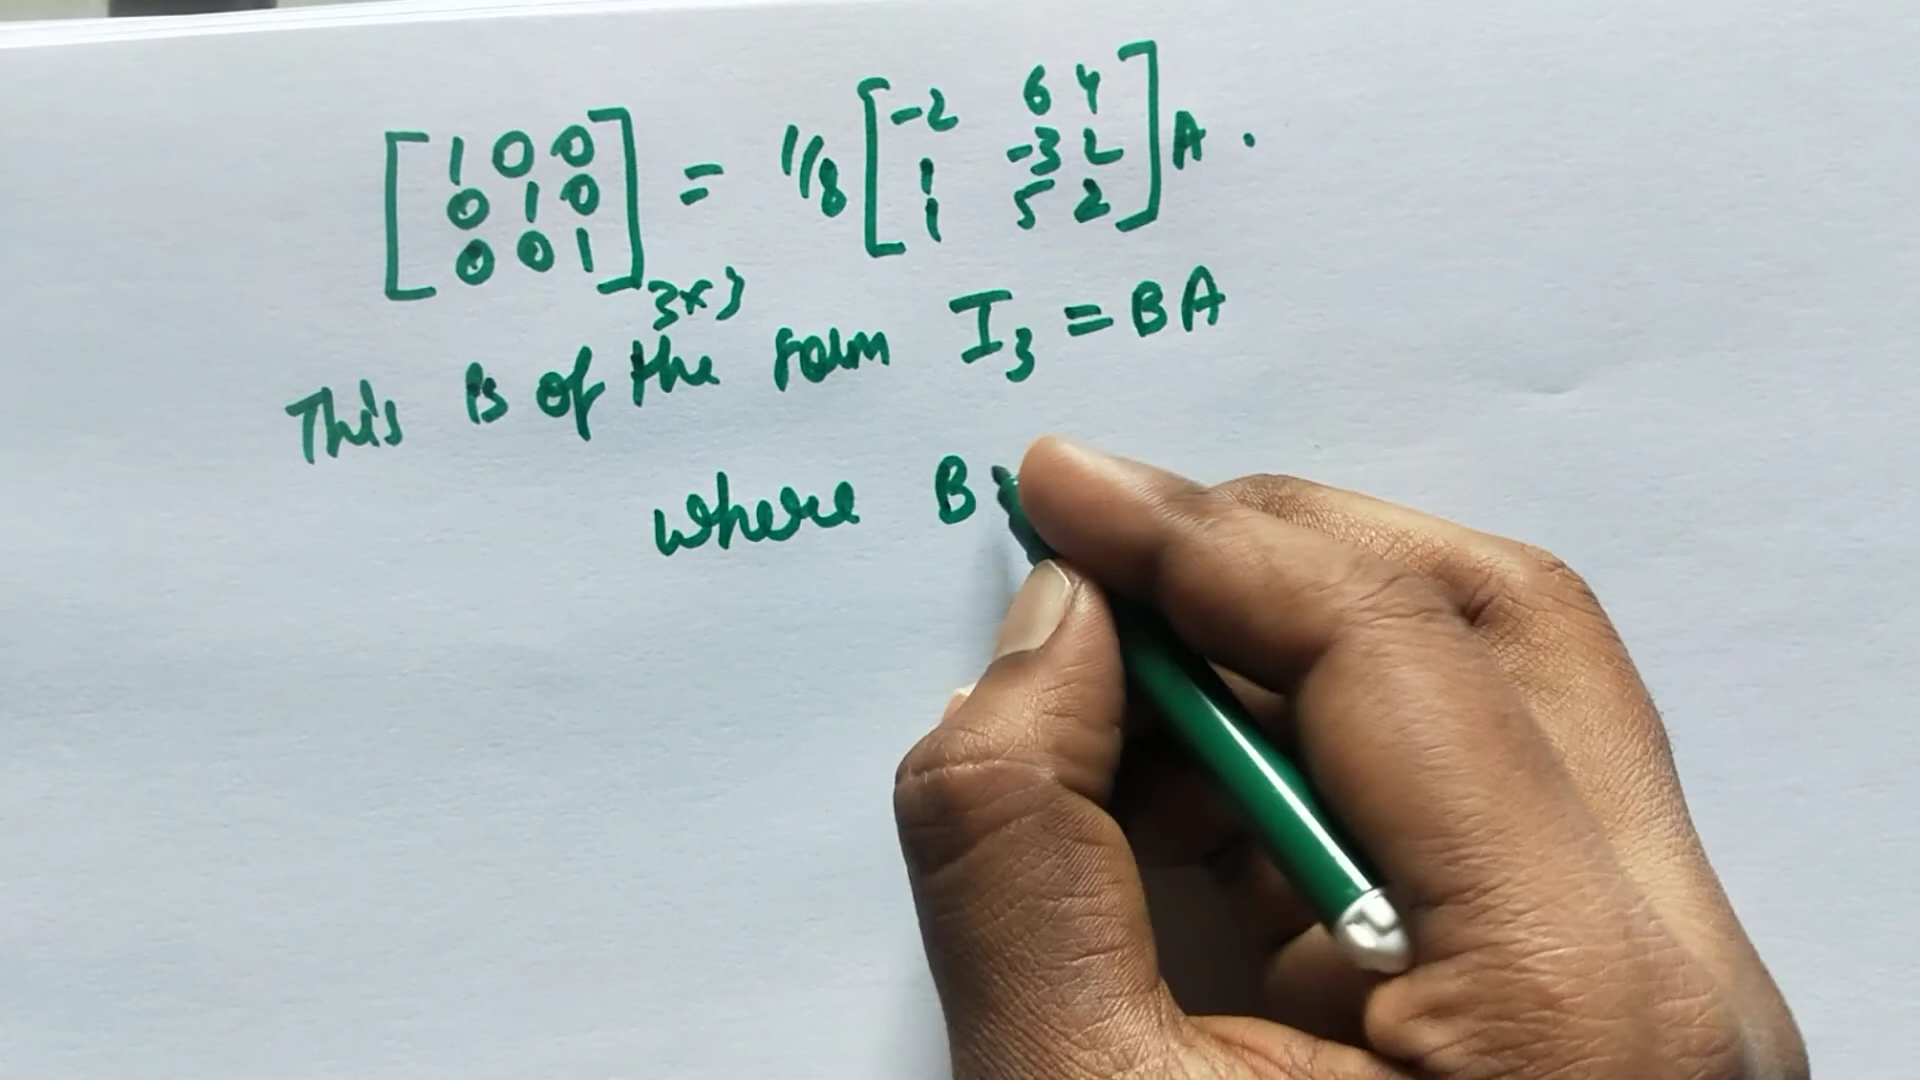 [1 0 0
0 1 0
0 0 1]3×3 = 1/8 [-2 6 4
1 -3 2
1 5 2] A.
This is of the form I3 = BA
where B